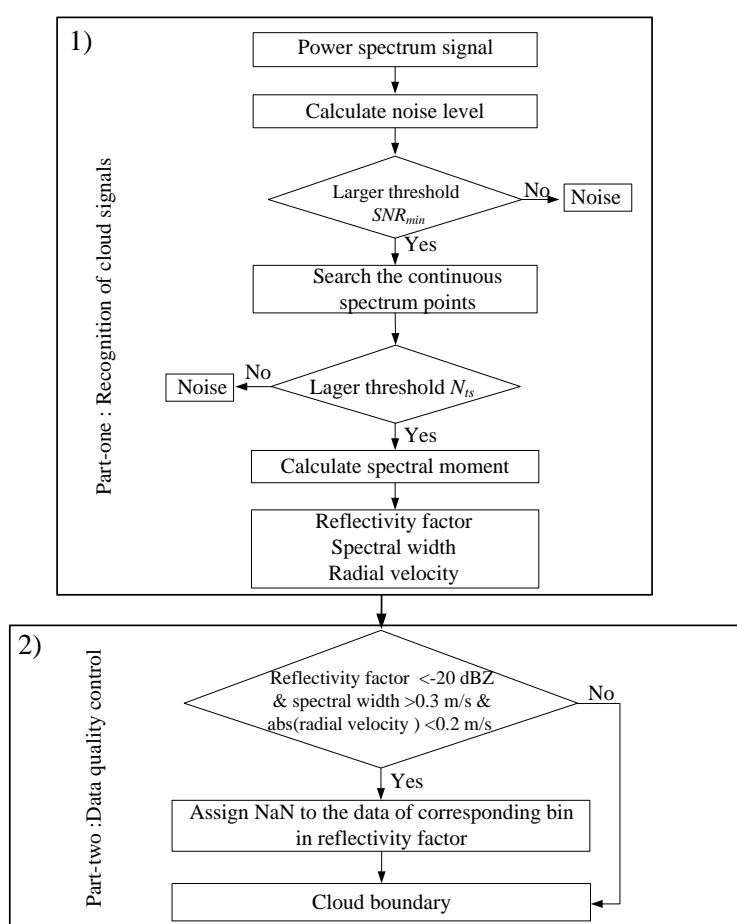 1)
Power spectrum signal
Calculate noise level
Larger threshold
SNRmin
No
Noise
Yes
Search the continuous
spectrum points
Lager threshold Nts
No
Noise
Yes
Calculate spectral moment
Reflectivity factor
Spectral width
Radial velocity
Part-one : Recognition of cloud signals
2)
Reflectivity factor <-20 dBZ
& spectral width >0.3 m/s &
abs(radial velocity ) <0.2 m/s
No
Yes
Assign NaN to the data of corresponding bin
in reflectivity factor
Cloud boundary
Part-two :Data quality control